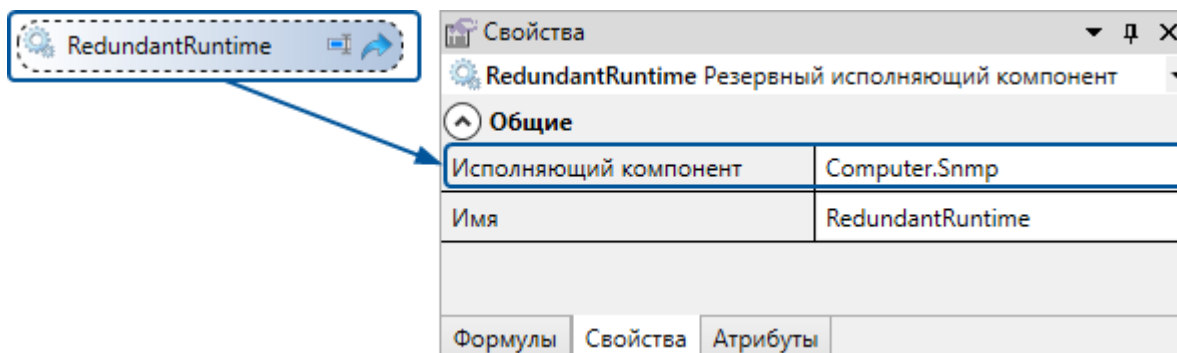 RedundantRuntime
Свойства
RedundantRuntime Резервный исполняющий компонент
Общие
Исполняющий компонент Computer.Snmp
Имя RedundantRuntime
Формулы Свойства Атрибуты